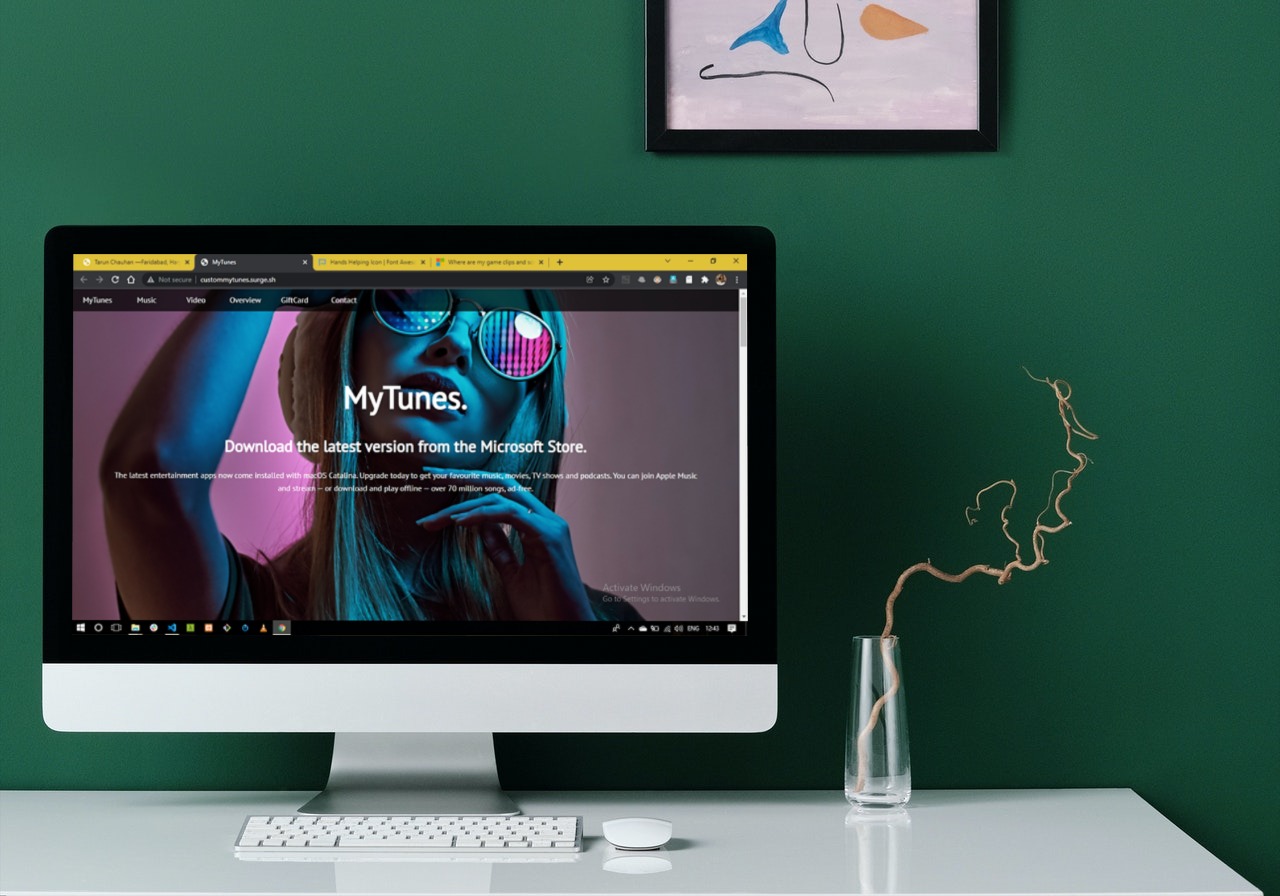 Tarun Chauhan —Faridabad, Ho
MyTunes
Hands Helping Icon | Font Awes
Where are my game clips and s
Not secure | custommytunes.surge.sh
MyTunes Music Video Overview GiftCard Contact
MyTunes.
Download the latest version from the Microsoft Store.
The latest entertainment apps now come installed with macOS Catalina. Upgrade today to get your favourite music, movies, TV shows and podcasts. You can join Apple Music
and stream — or download and play offline — over 70 million songs, ad-free.
Activate Windows
Go to Settings to activate Windows.
ENG 12:43